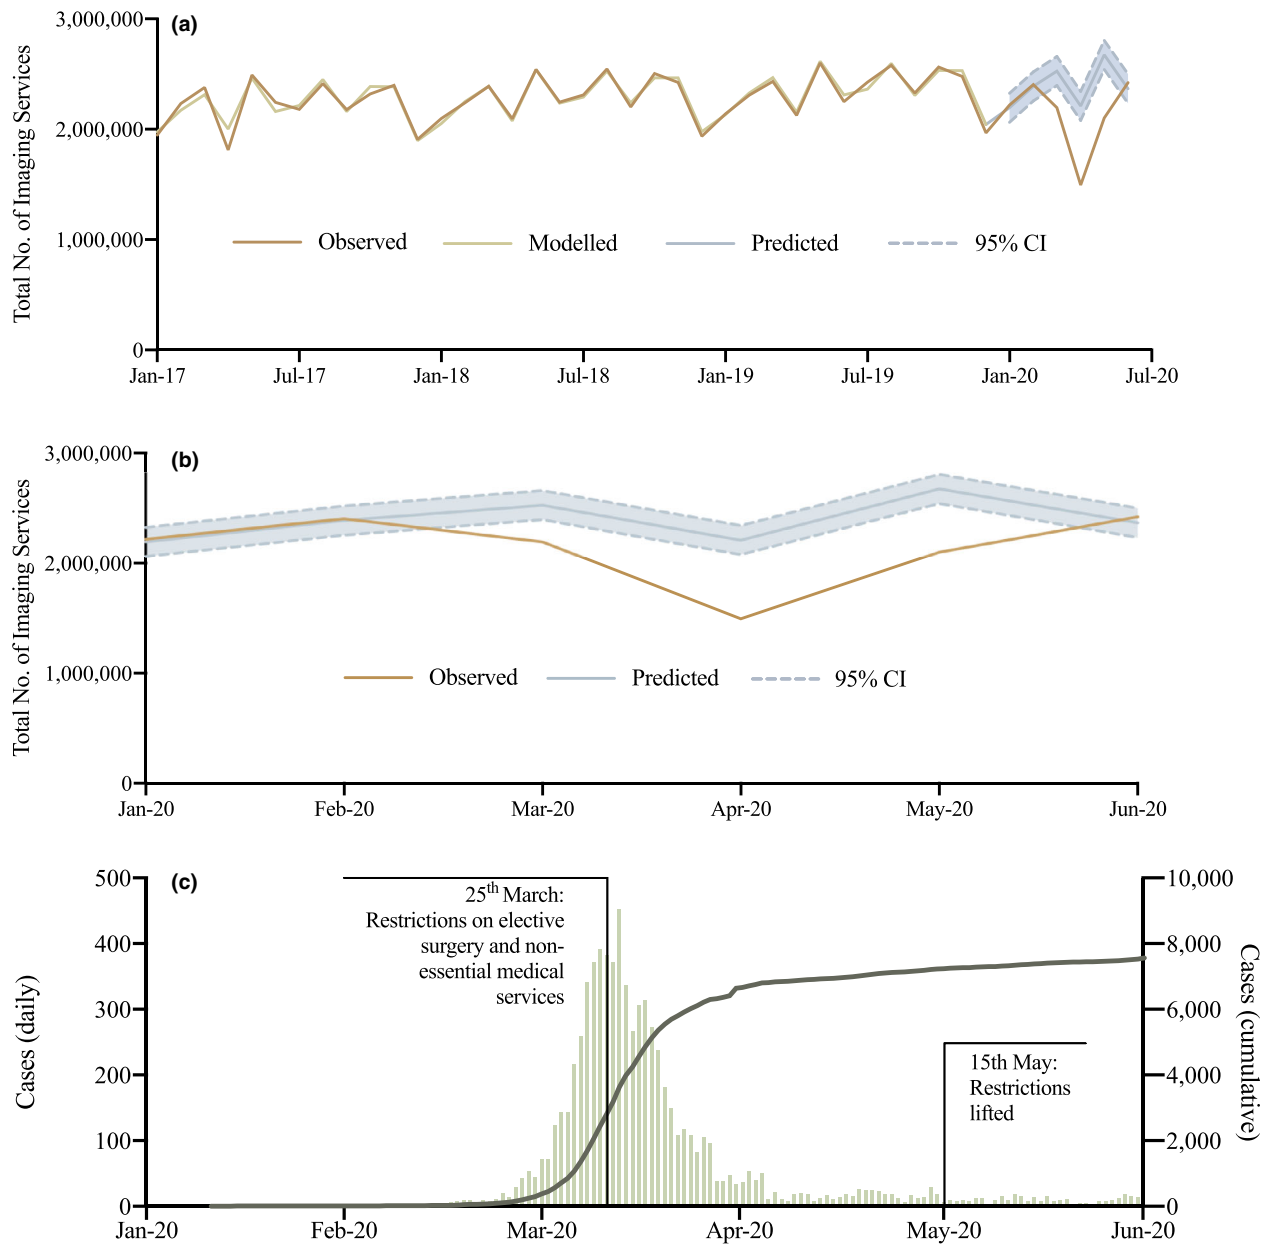 (a)
Total No. of Imaging Services
3,000,000
2,000,000
1,000,000
0
Observed
Modelled
Predicted
95% CI
Jan-17
Jul-17
Jan-18
Jul-18
Jan-19
Jul-19
Jan-20
Jul-20
(b)
Total No. of Imaging Services
3,000,000
2,000,000
1,000,000
0
Observed
Predicted
95% CI
Jan-20
Feb-20
Mar-20
Apr-20
May-20
Jun-20
(c)
Cases (daily)
500
400
300
200
100
0
25th March:
Restrictions on elective
surgery and non-
essential medical
services
15th May:
Restrictions
lifted
10,000
8,000
6,000
4,000
2,000
0
Cases (cumulative)
Jan-20
Feb-20
Mar-20
Apr-20
May-20
Jun-20